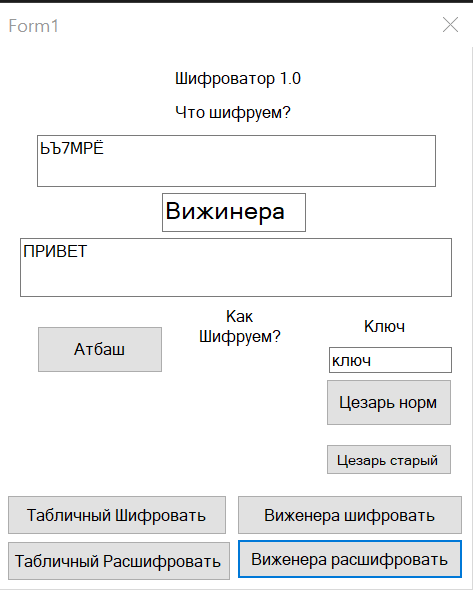 Form1
Шифроватор 1.0
Что шифруем?
ЬЪ7МРЁ
Вижинера
ПРИВЕТ
Как
Шифруем?
Ключ
Атбаш
ключ
Цезарь норм
Цезарь старый
Табличный Шифровать
Виженера шифровать
Табличный Расшифровать
Виженера расшифровать